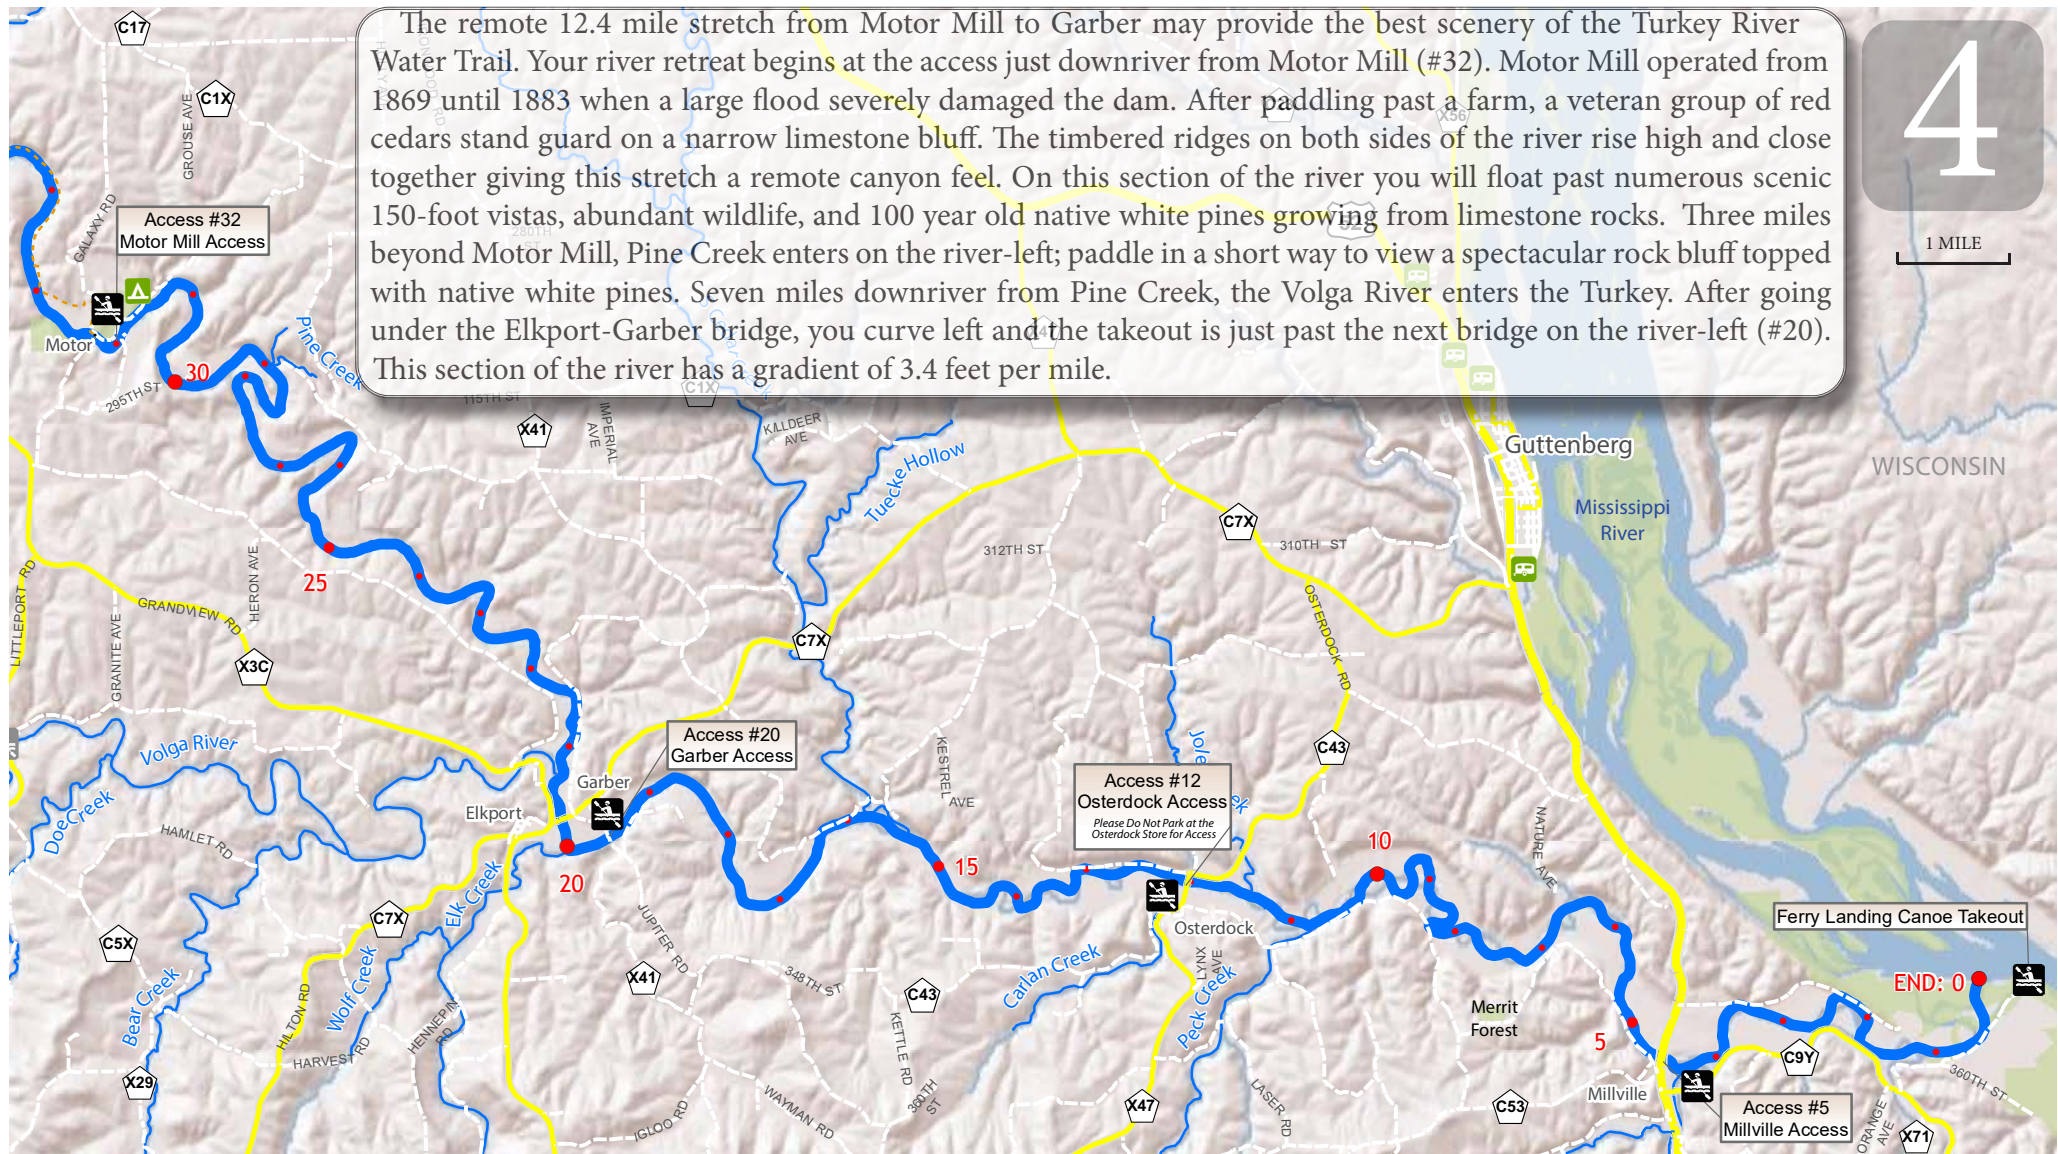 The remote 12.4 mile stretch from Motor Mill to Garber may provide the best scenery of the Turkey River
Water Trail. Your river retreat begins at the access just downriver from Motor Mill (#32). Motor Mill operated from
1869 until 1883 when a large flood severely damaged the dam. After paddling past a farm, a veteran group of red
cedars stand guard on a narrow limestone bluff. The timbered ridges on both sides of the river rise high and close
together giving this stretch a remote canyon feel. On this section of the river you will float past numerous scenic
150-foot vistas, abundant wildlife, and 100 year old native white pines growing from limestone rocks. Three miles
beyond Motor Mill, Pine Creek enters on the river-left; paddle in a short way to view a spectacular rock bluff topped
with native white pines. Seven miles downriver from Pine Creek, the Volga River enters the Turkey. After going
under the Elkport-Garber bridge, you curve left and the takeout is just past the next bridge on the river-left (#20).
This section of the river has a gradient of 3.4 feet per mile.
4
1 MILE
C17
C1X
GROUSE AVE
GALAXY RD
Access #32
Motor Mill Access
Motor
Pine Creek
30
295TH ST
X56
52
280TH
ST
C1X
115TH ST
X41
IMPERIAL
AVE
KILLDEER
AVE
Tuecke Hollow
Guttenberg
WISCONSIN
Mississippi
River
C7X
310TH ST
312TH ST
25
HERON AVE
GRANDVIEW RD
LITTLEPORT RD
GRANITE AVE
X3C
C7X
OSTERDOCK RD
Volga River
Access #20
Garber Access
Garber
Elkport
KESTREL
AVE
C43
Access #12
Osterdock Access
Please Do Not Park at the
Osterdock Store for Access
Doe Creek
HAMLET RD
20
15
10
NATURE AVE
Elk Creek
C7X
C5X
Wolf Creek
Bear Creek
HILTON RD
HENNEPIN
RD
HARVEST RD
X29
JUPITER RD
X41
348TH ST
C43
KETTLE RD
360TH
ST
IGLOO RD
WAYMAN RD
Carlan Creek
Osterdock
LYNX
AVE
Peck Creek
X47
LASER RD
Merrit
Forest
C53
5
Millville
Access #5
Millville Access
C9Y
Ferry Landing Canoe Takeout
END: 0
360TH ST
ORANGE
AVE
X71